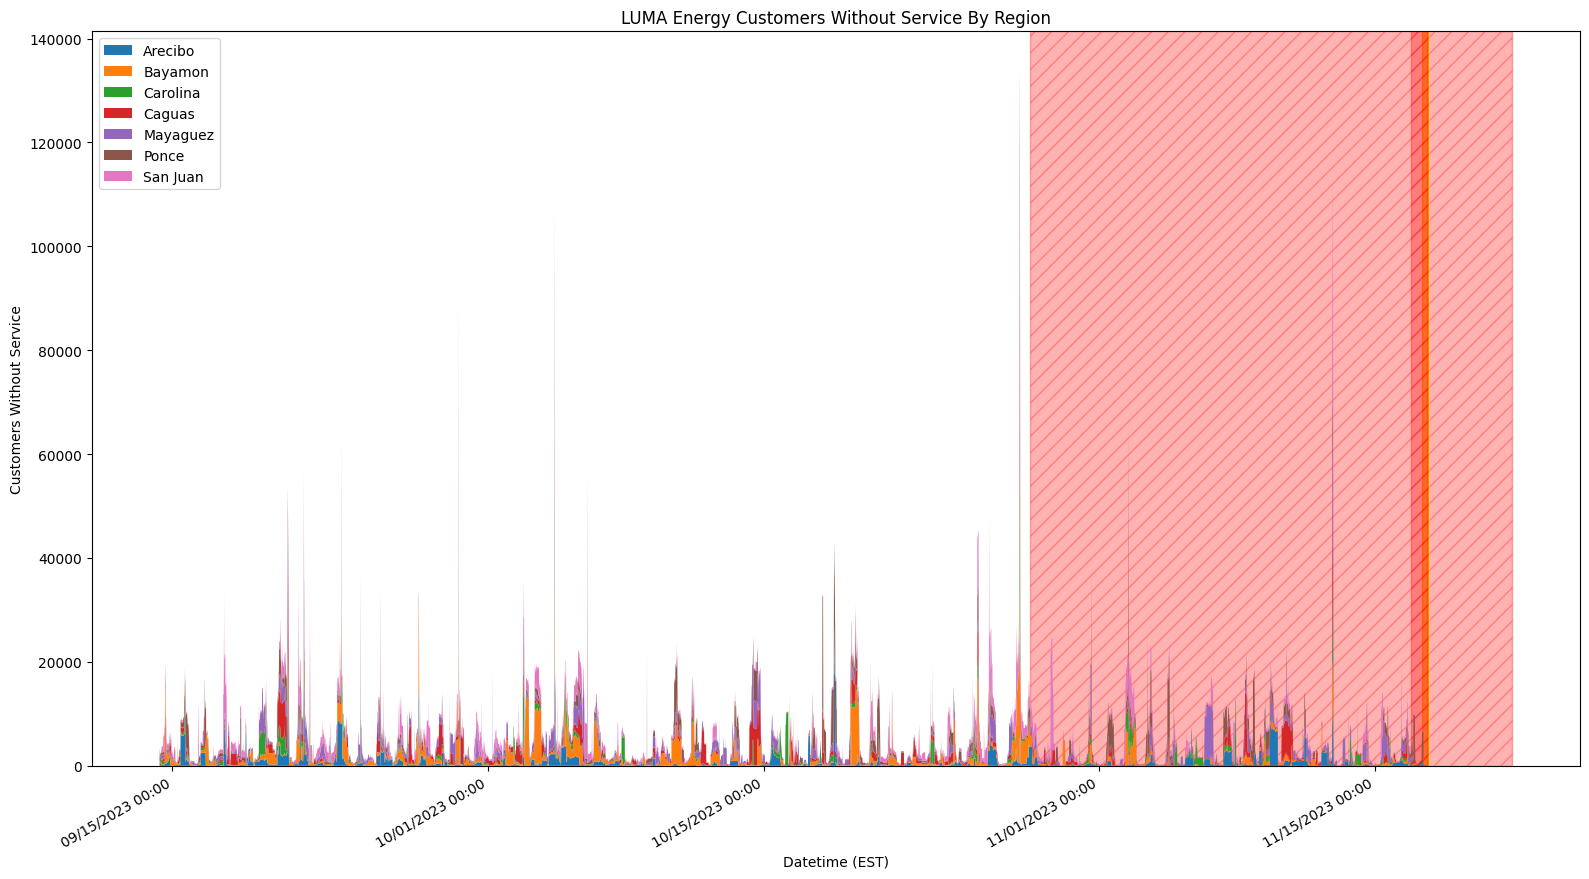 LUMA Energy Customers Without Service By Region
140000
120000
100000
80000
60000
40000
20000
0
Customers Without Service
Arecibo
Bayamon
Carolina
Caguas
Mayaguez
Ponce
San Juan
09/15/2023 00:00
10/01/2023 00:00
10/15/2023 00:00
11/01/2023 00:00
11/15/2023 00:00
Datetime (EST)